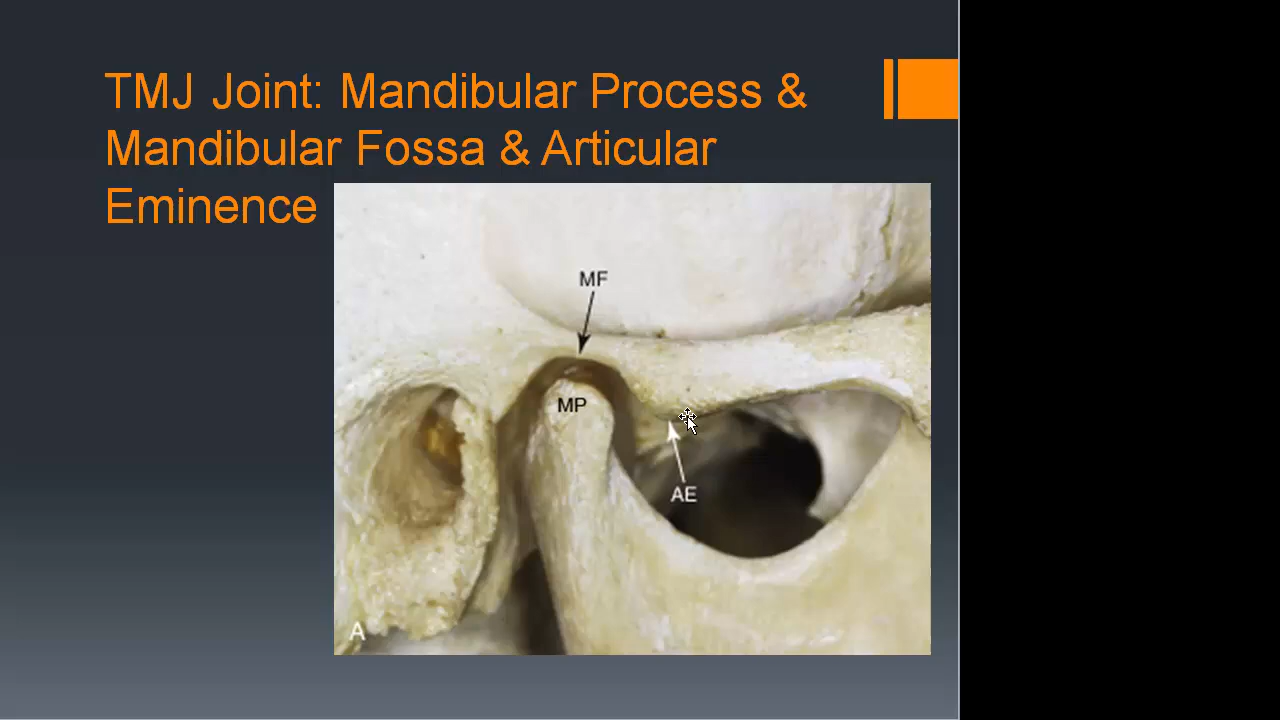 TMJ Joint: Mandibular Process &
Mandibular Fossa & Articular
Eminence
MF
MP
AE
A